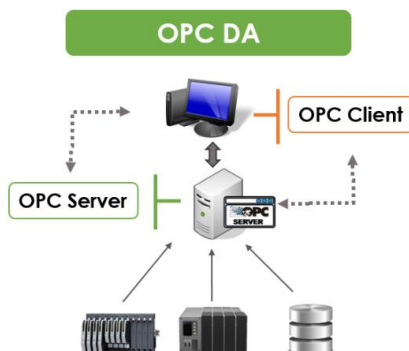 OPC DA
OPC Client
OPC Server
OPC
SERVER